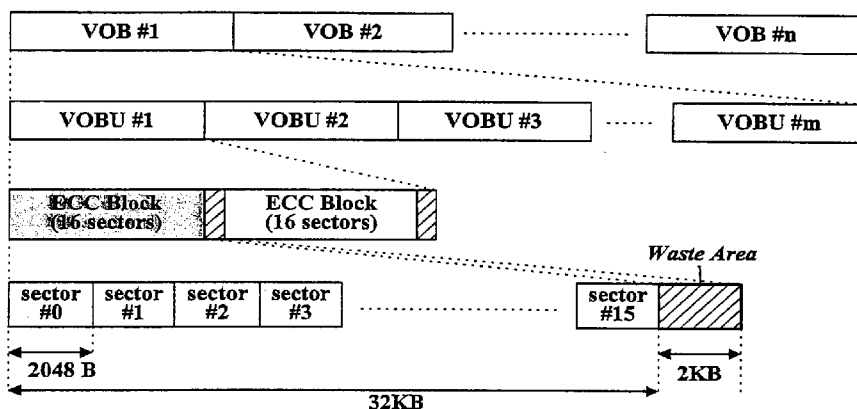 VOB #1 VOB #2 VOB #n
VOBU #1 VOBU #2 VOBU #3 VOBU #m
ECC Block ECC Block
(16 sectors) (16 sectors)
Waste Area
sector sector sector sector sector
#0 #1 #2 #3 #15
2048 B 2KB
32KB